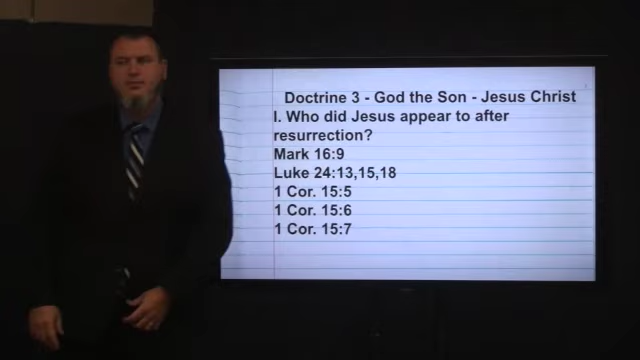 Doctrine 3 - God the Son - Jesus Christ
I. Who did Jesus appear to after
resurrection?
Mark 16:9
Luke 24:13,15,18
1 Cor. 15:5
1 Cor. 15:6
1 Cor. 15:7